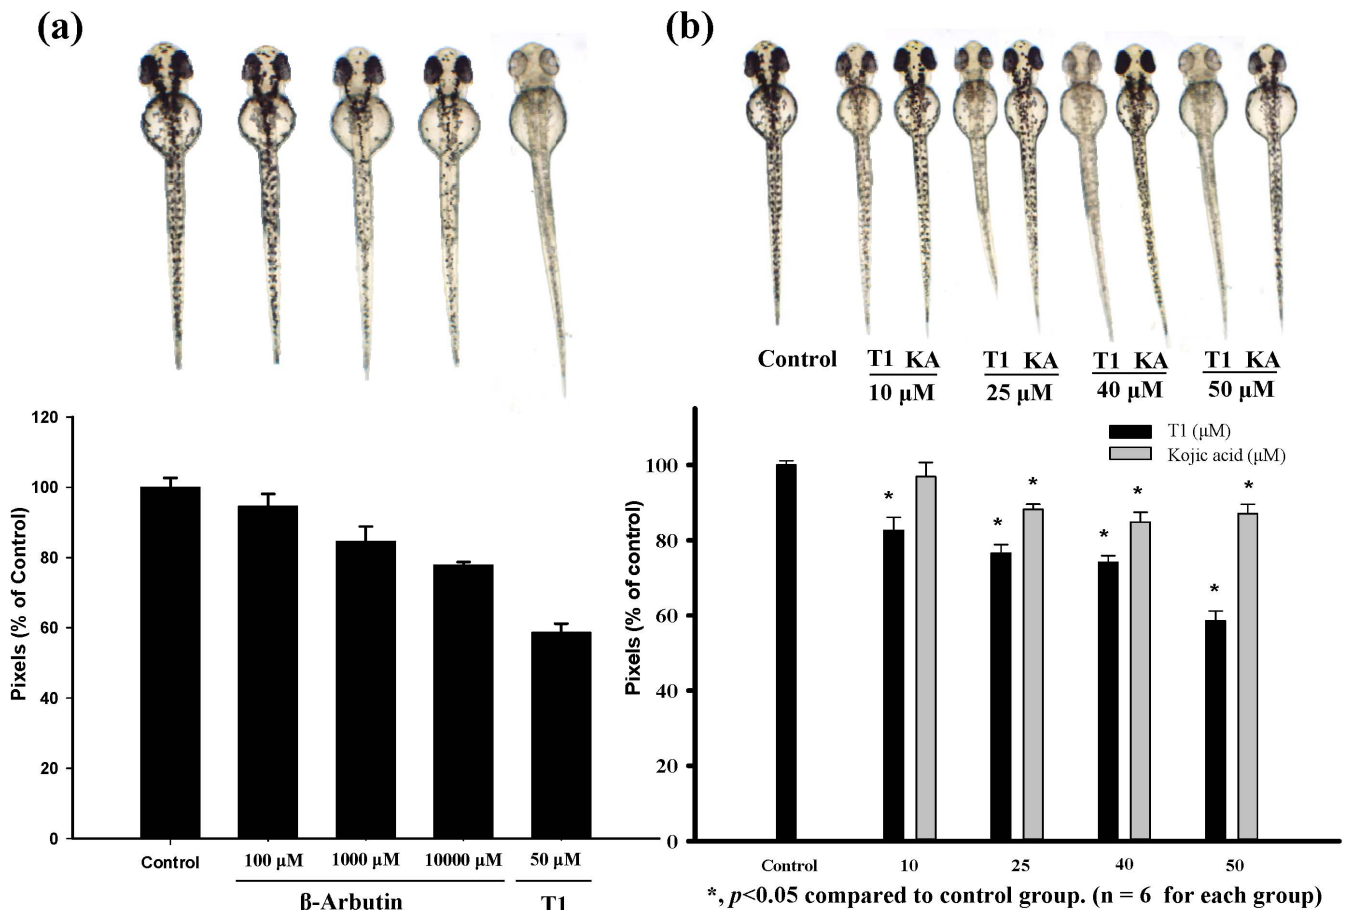 (a)
120
100
80
60
40
20
0
Pixels (% of Control)
Control
100 μM
1000 μM
10000 μM
50 μM
β-Arbutin
T1
(b)
Control
T1 KA
T1 KA
T1 KA
T1 KA
10 μM
25 μM
40 μM
50 μM
T1 (μM)
Kojic acid (μM)
100
80
60
40
20
0
Pixels (% of control)
*
*
*
*
*
*
*
Control
10
25
40
50
*, p<0.05 compared to control group. (n = 6 for each group)